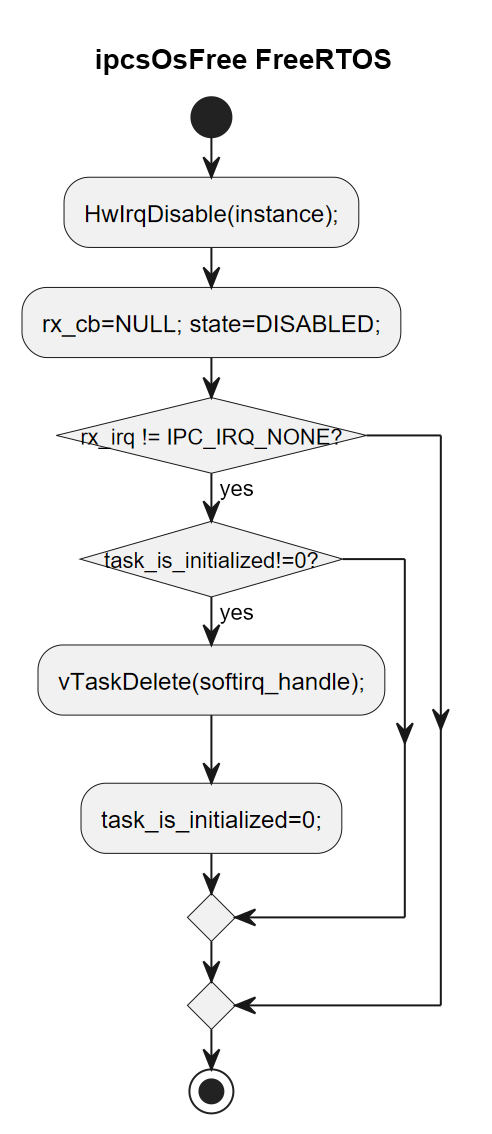 ipcsOsFree FreeRTOS
HwIrqDisable(instance);
rx_cb=NULL; state=DISABLED;
rx_irq != IPC_IRQ_NONE?
yes
task_is_initialized!=0?
yes
vTaskDelete(softirq_handle);
task_is_initialized=0;